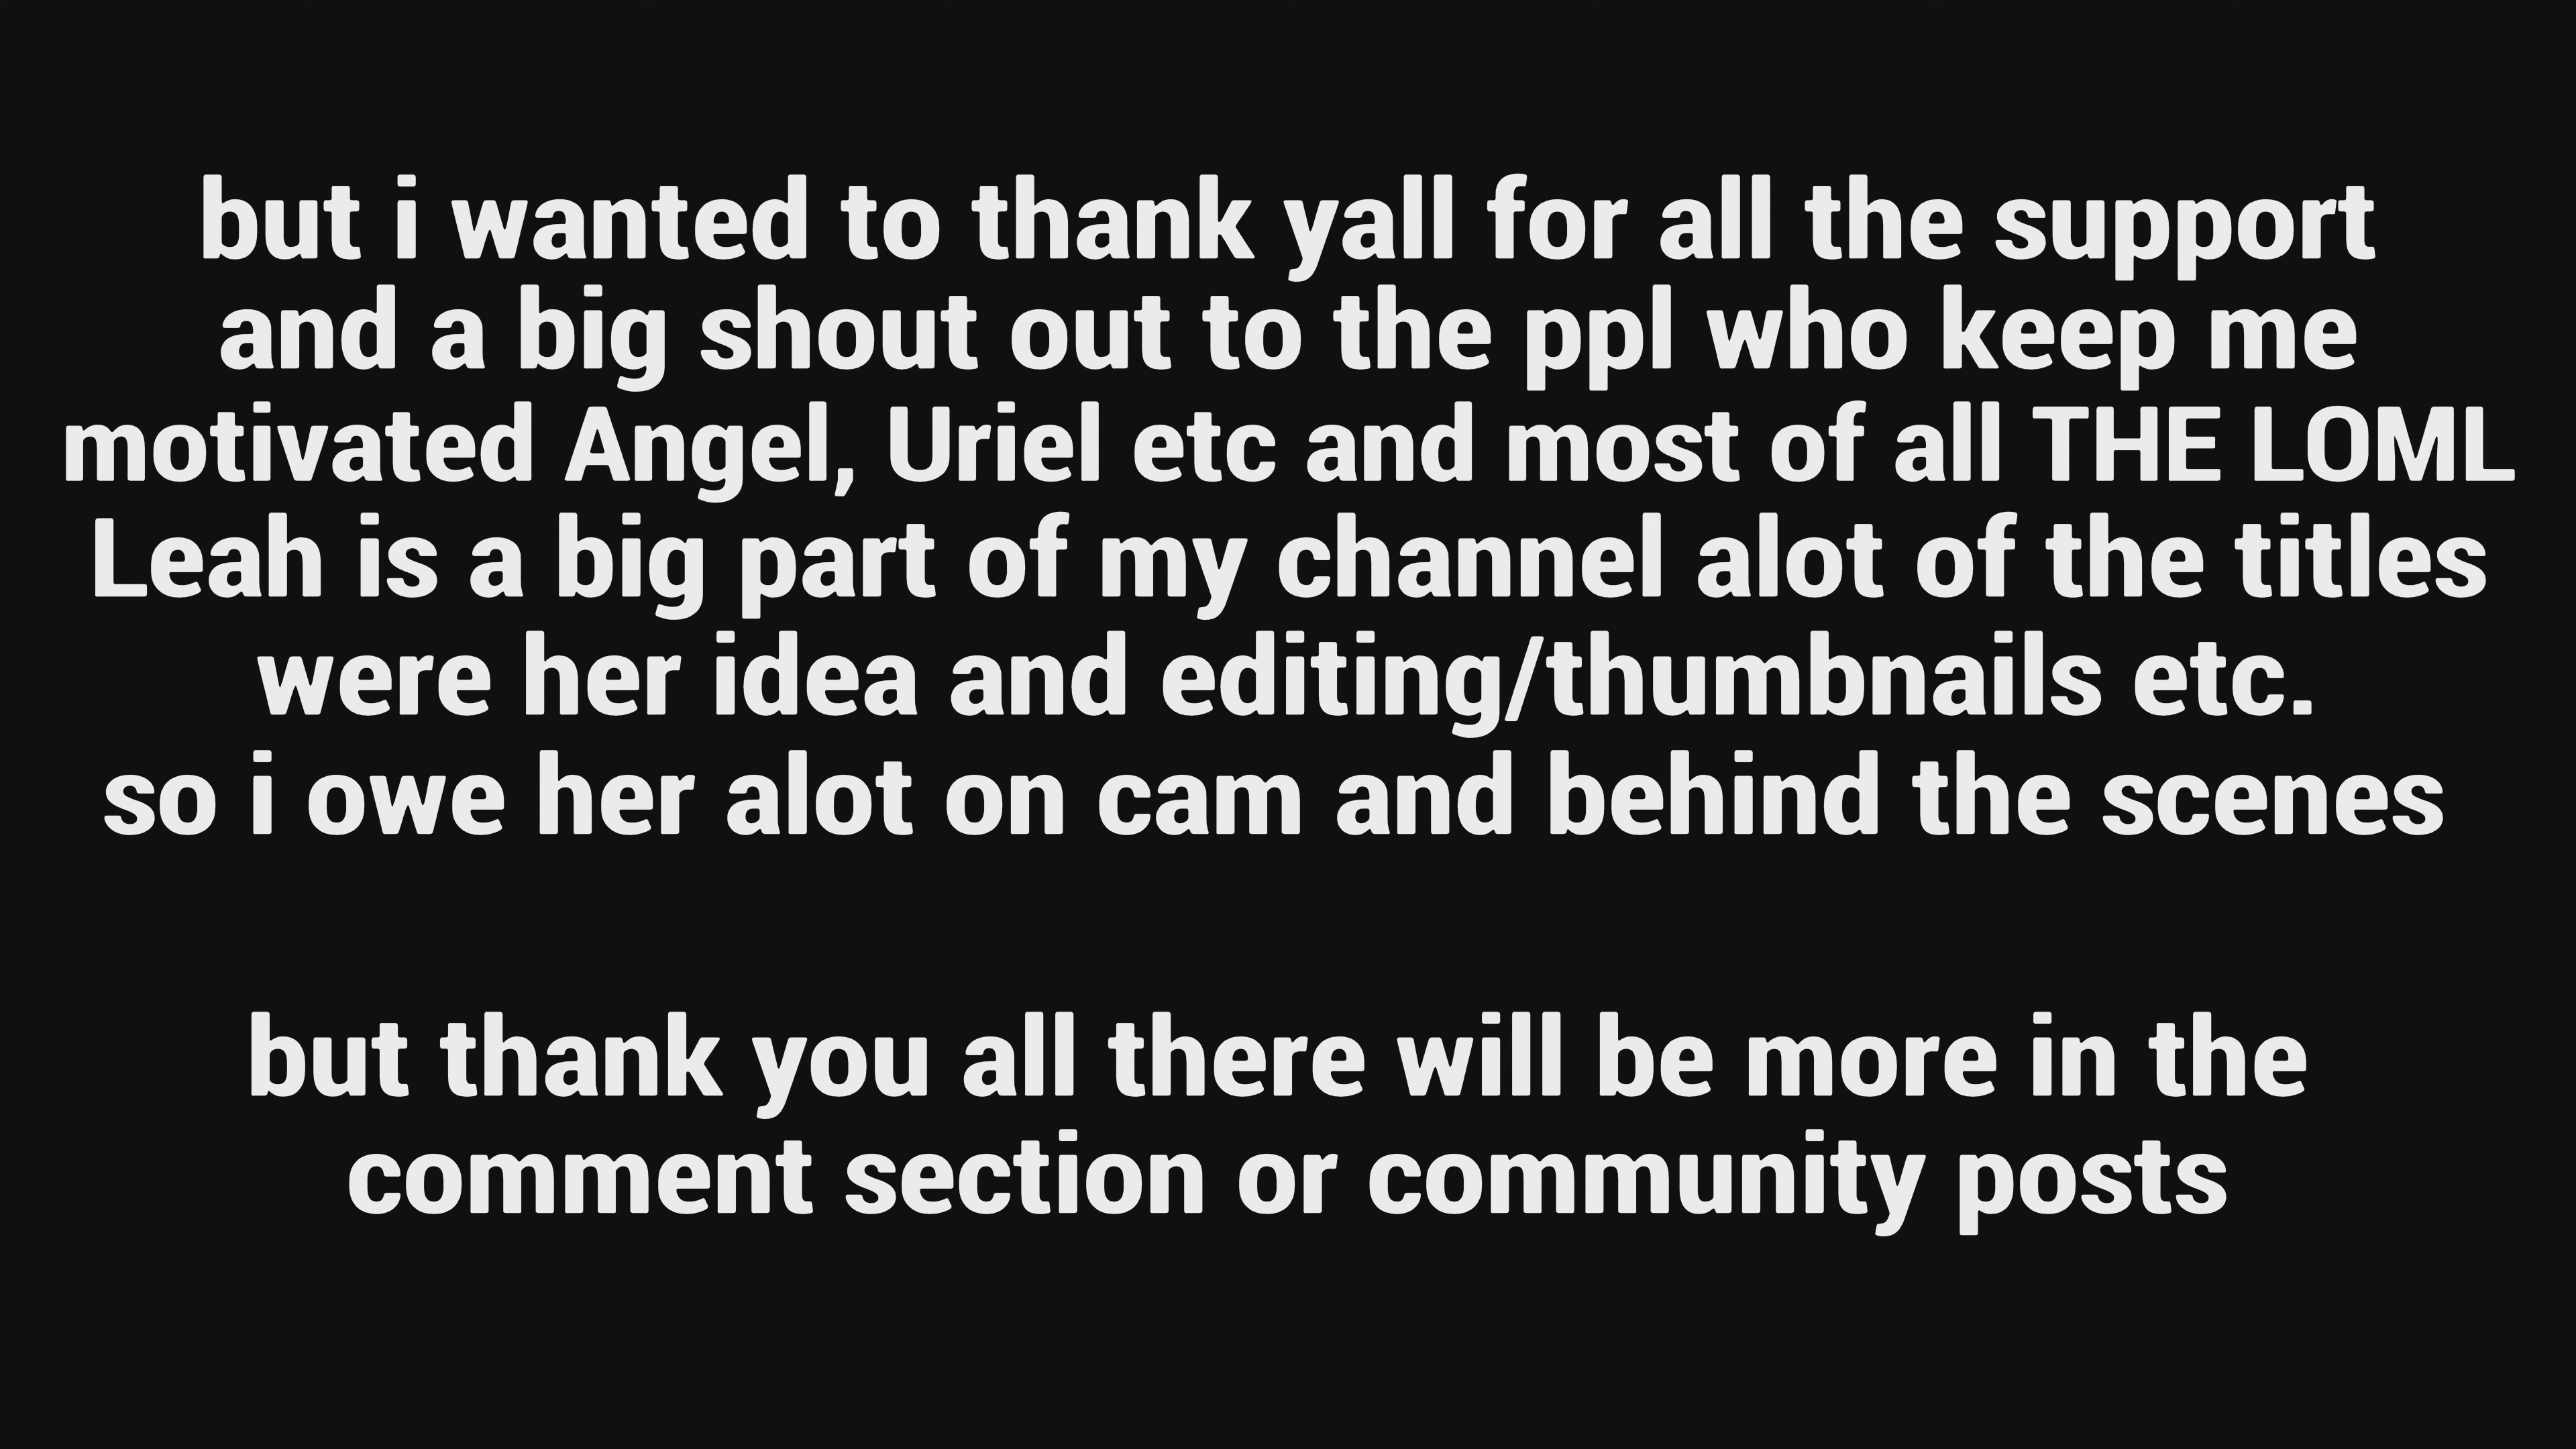 but i wanted to thank yall for all the support
and a big shout out to the ppl who keep me
motivated Angel, Uriel etc and most of all THE LOML
Leah is a big part of my channel alot of the titles
were her idea and editing/thumbnails etc.
so i owe her alot on cam and behind the scenes
but thank you all there will be more in the
comment section or community posts